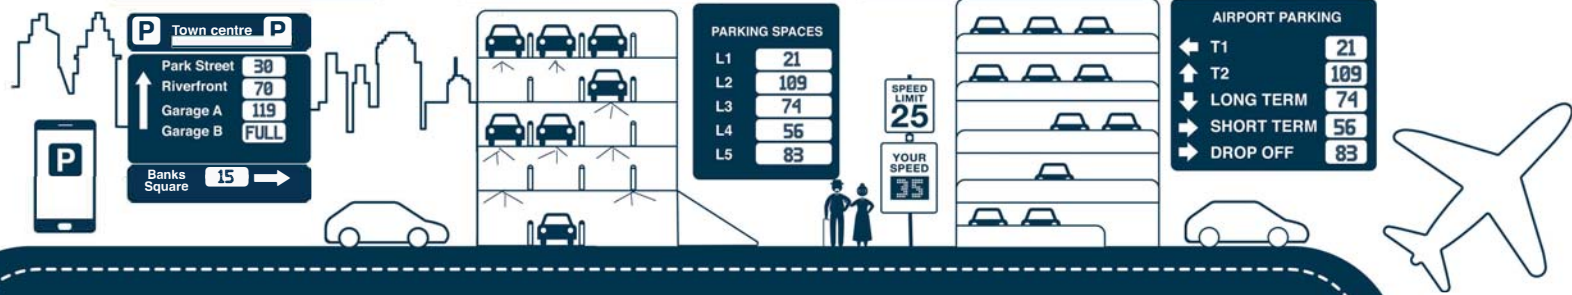 P Town centre P
Park Street 30
Riverfront 70
Garage A 119
Garage B FULL
Banks
Square 15
P
PARKING SPACES
L1 21
L2 109
L3 74
L4 56
L5 83
SPEED
LIMIT
25
YOUR
SPEED
35
AIRPORT PARKING
T1 21
T2 109
LONG TERM 74
SHORT TERM 56
DROP OFF 83